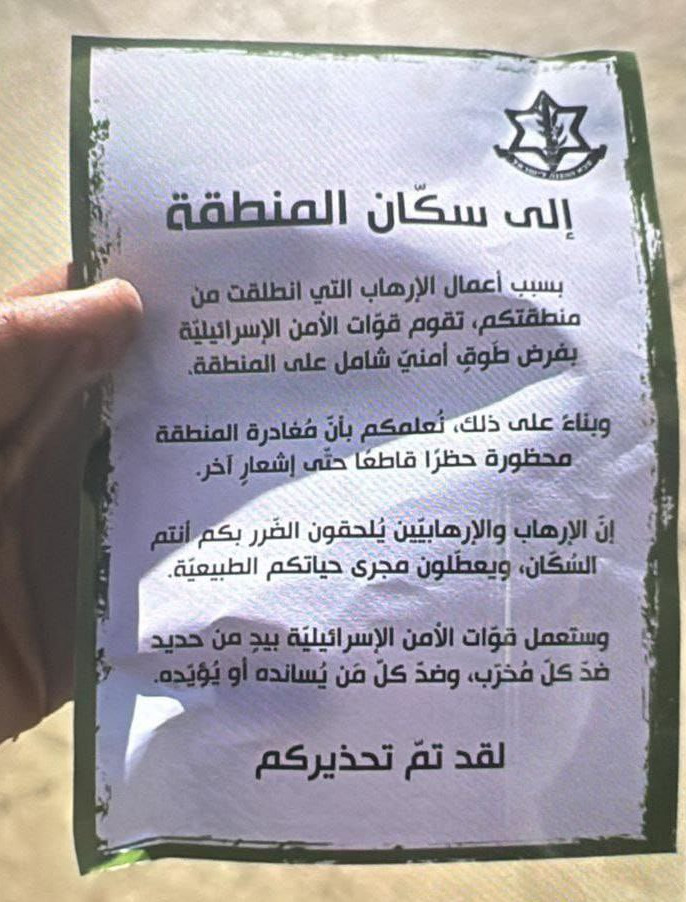 إلى سكّان المنطقة
بسبب أعمال الإرهاب التي انطلقت من
منطقتكم، تقوم قوّات الأمن الإسرائيليّة
بفرض طَوقٍ أمنيّ شامل على المنطقة.
وبناءً على ذلك، نُعلمكم بأنّ مُغادرة المنطقة
محظورة حظرًا قاطعًا حتّى إشعارٍ آخر.
إنّ الإرهاب والإرهابيّين يُلحقون الضّرر بكم أنتم
السُكّان، ويعطّلون مجرى حياتكم الطبيعيّة.
وستعمل قوّات الأمن الإسرائيليّة بيدٍ من حديد
ضدّ كلّ مُخرّب، وضدّ كلّ مَن يُسانده أو يُؤيّده.
لقد تمّ تحذيركم